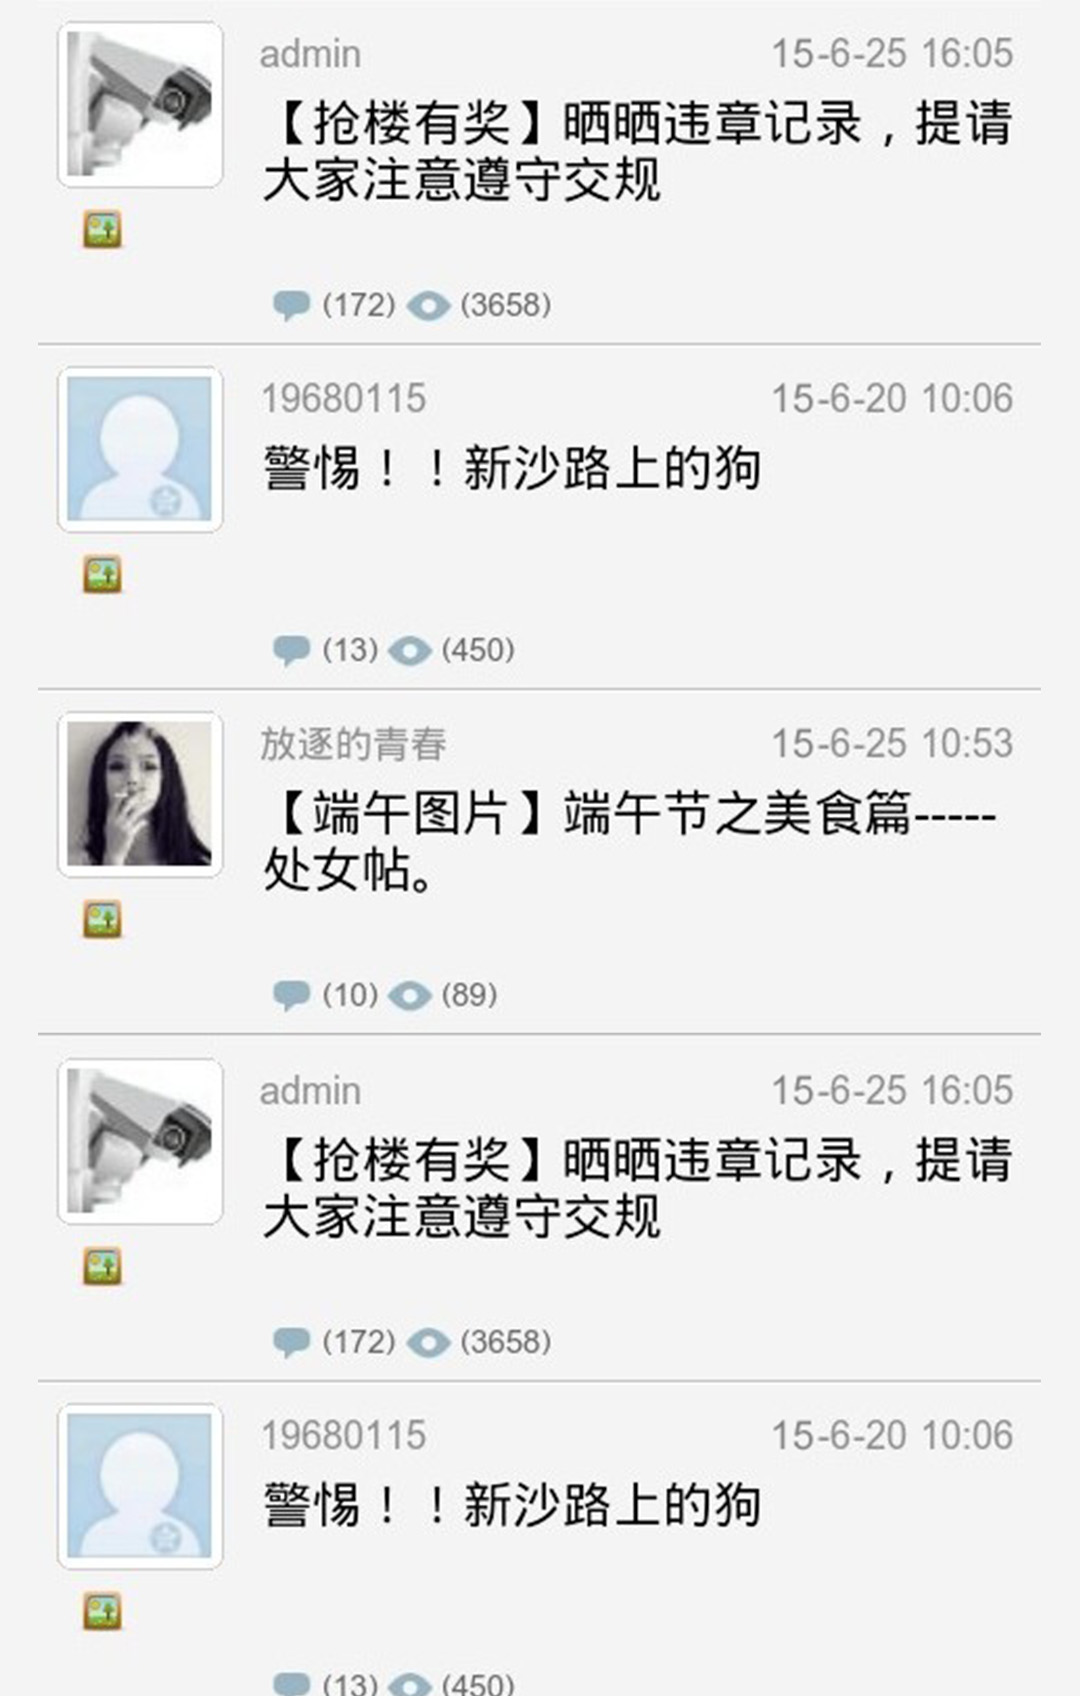 admin 15-6-25 16:05
【抢楼有奖】晒晒违章记录，提请
大家注意遵守交规
(172) (3658)
19680115 15-6-20 10:06
警惕！！新沙路上的狗
(13) (450)
放逐的青春 15-6-25 10:53
【端午图片】端午节之美食篇-----
处女帖。
(10) (89)
admin 15-6-25 16:05
【抢楼有奖】晒晒违章记录，提请
大家注意遵守交规
(172) (3658)
19680115 15-6-20 10:06
警惕！！新沙路上的狗
(13) (450)